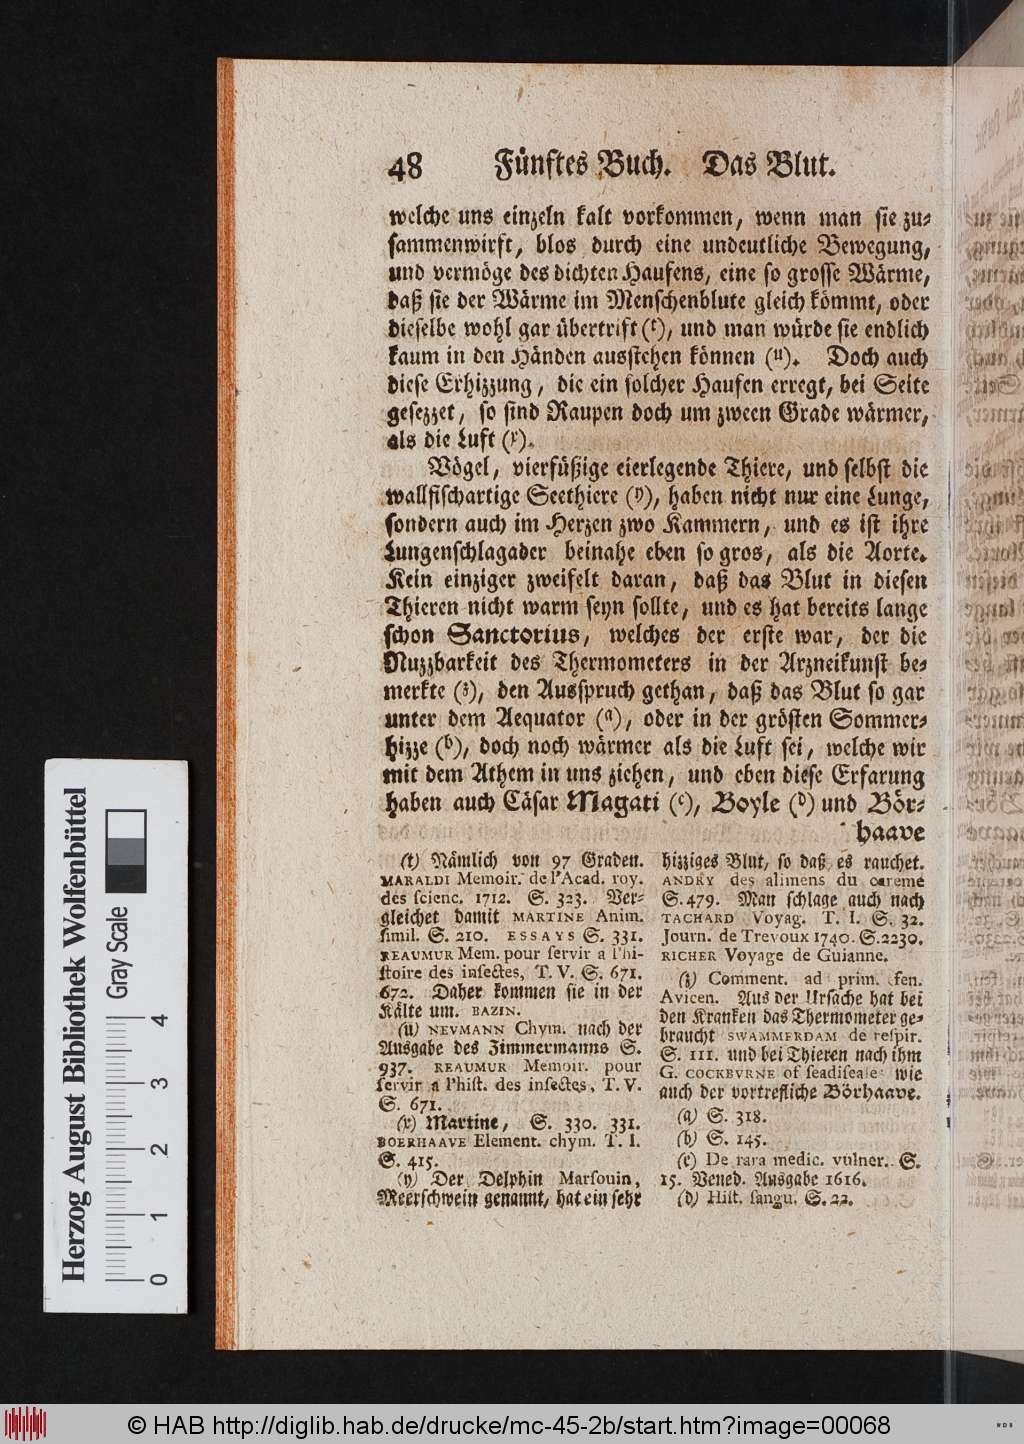 48 Fünftes Buch. Das Blut.
welche uns einzeln kalt vorkommen, wenn man sie zu-
sammenwirft, blos durch eine undeutliche Bewegung,
und vermöge des dichten Haufens, eine so grosse Wärme,
daß sie der Wärme im Menschenblute gleich kömmt, oder
dieselbe wohl gar übertrift (t), und man würde sie endlich
kaum in den Händen ausstehen können (u). Doch auch
diese Erhizzung, die ein solcher Haufen erregt, bei Seite
gesezzet, so sind Raupen doch um zween Grade wärmer,
als die Luft (x).
Vögel, vierfüßige eierlegende Thiere, und selbst die
wallfischartige Seethiere (y), haben nicht nur eine Lunge,
sondern auch im Herzen zwo Kammern, und es ist ihre
Lungenschlagader beinahe eben so gros, als die Aorte.
Kein einziger zweifelt daran, daß das Blut in diesen
Thieren nicht warm seyn sollte, und es hat bereits lange
schon Sanctorius, welches der erste war, der die
Nuzzbarkeit des Thermometers in der Arzneikunst be-
merkte (z), den Ausspruch gethan, daß das Blut so gar
unter dem Aequator (a), oder in der grösten Sommer-
hizze (b), doch noch wärmer als die Luft sei, welche wir
mit dem Athem in uns ziehen, und eben diese Erfarung
haben auch Cäsar Magati (c), Boyle (d) und Bör-
haave
(t) Nämlich von 97 Graden.
MARALDI Memoir. de l'Acad. roy.
des scienc. 1712. S. 323. Ver-
gleichet damit MARTINE Anim.
simil. S. 210. ESSAYS S. 331.
REAUMUR Mem. pour servir a l'hi-
stoire des insectes, T. V. S. 671.
672. Daher kommen sie in der
Kälte um. BAZIN.
(u) NEVMANN Chym. nach der
Ausgabe des Zimmermanns S.
937. REAUMUR Memoir. pour
servir a l'hist. des insectes, T. V.
S. 671.
(x) Martine, S. 330. 331.
BOERHAAVE Element. chym. T. I.
S. 415.
(y) Der Delphin Marsouin,
Meerschwein genannt, hat ein sehr
hizziges Blut, so daß es rauchet.
ANDRY des alimens du careme
S. 479. Man schlage auch nach
TACHARD Voyag. T. I. S. 32.
Journ. de Trevoux 1740. S. 2230.
RICHER Voyage de Guianne.
(z) Comment. ad prim. fen.
Avicen. Aus der Ursache hat bei
den Kranken das Thermometer ge-
braucht SWAMMERDAM de respir.
S. 111. und bei Thieren nach ihm
G. COCKBVRNE of seadisease wie
auch der vortrefliche Börhaave.
(a) S. 318.
(b) S. 145.
(c) De rara medic. vulner. S.
15. Vened. Ausgabe 1616.
(d) Hist. sangu. S. 22.
Herzog August Bibliothek Wolfenbüttel
Gray Scale
0 1 2 3 4
© HAB http://diglib.hab.de/drucke/mc-45-2b/start.htm?image=00068